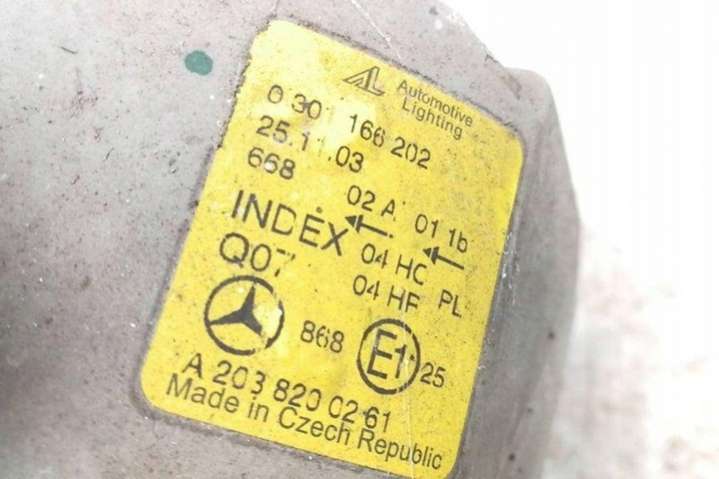 AL Automotive
Lighting
0 301 166 202
25.11.03
668
02 A 01 1b
INDEX 04 HC PL
Q07 04 HF
868 E1 25
A 203 820 02 61
Made in Czech Republic